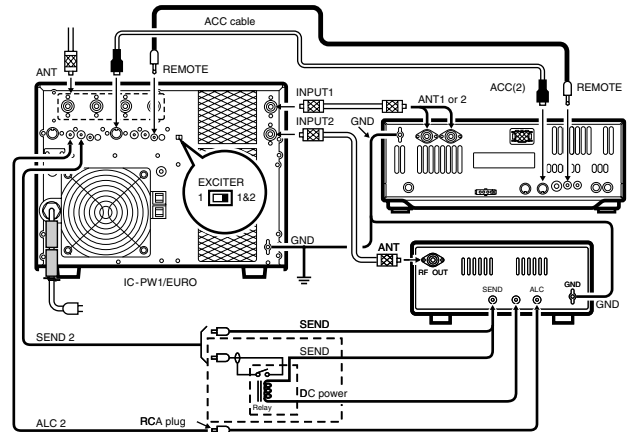 ACC cable
ANT
REMOTE
INPUT1
ANT1 or 2
ACC(2)
REMOTE
GND
INPUT2
EXCITER
1 1&2
GND
ANT
RF OUT
SEND
ALC
GND
GND
IC-PW1/EURO
SEND
SEND 2
SEND
DC power
Relay
ALC 2
RCA plug